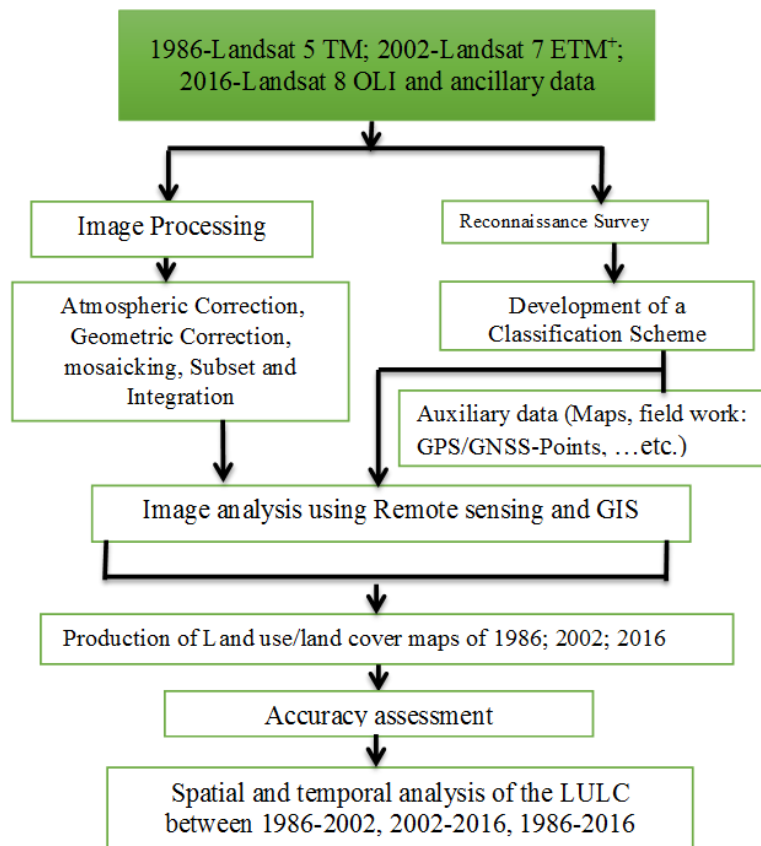 1986-Landsat 5 TM; 2002-Landsat 7 ETM⁺;
2016-Landsat 8 OLI and ancillary data
Image Processing
Reconnaissance Survey
Atmospheric Correction,
Geometric Correction,
mosaicking, Subset and
Integration
Development of a
Classification Scheme
Auxiliary data (Maps, field work:
GPS/GNSS-Points, …etc.)
Image analysis using Remote sensing and GIS
Production of Land use/land cover maps of 1986; 2002; 2016
Accuracy assessment
Spatial and temporal analysis of the LULC
between 1986-2002, 2002-2016, 1986-2016